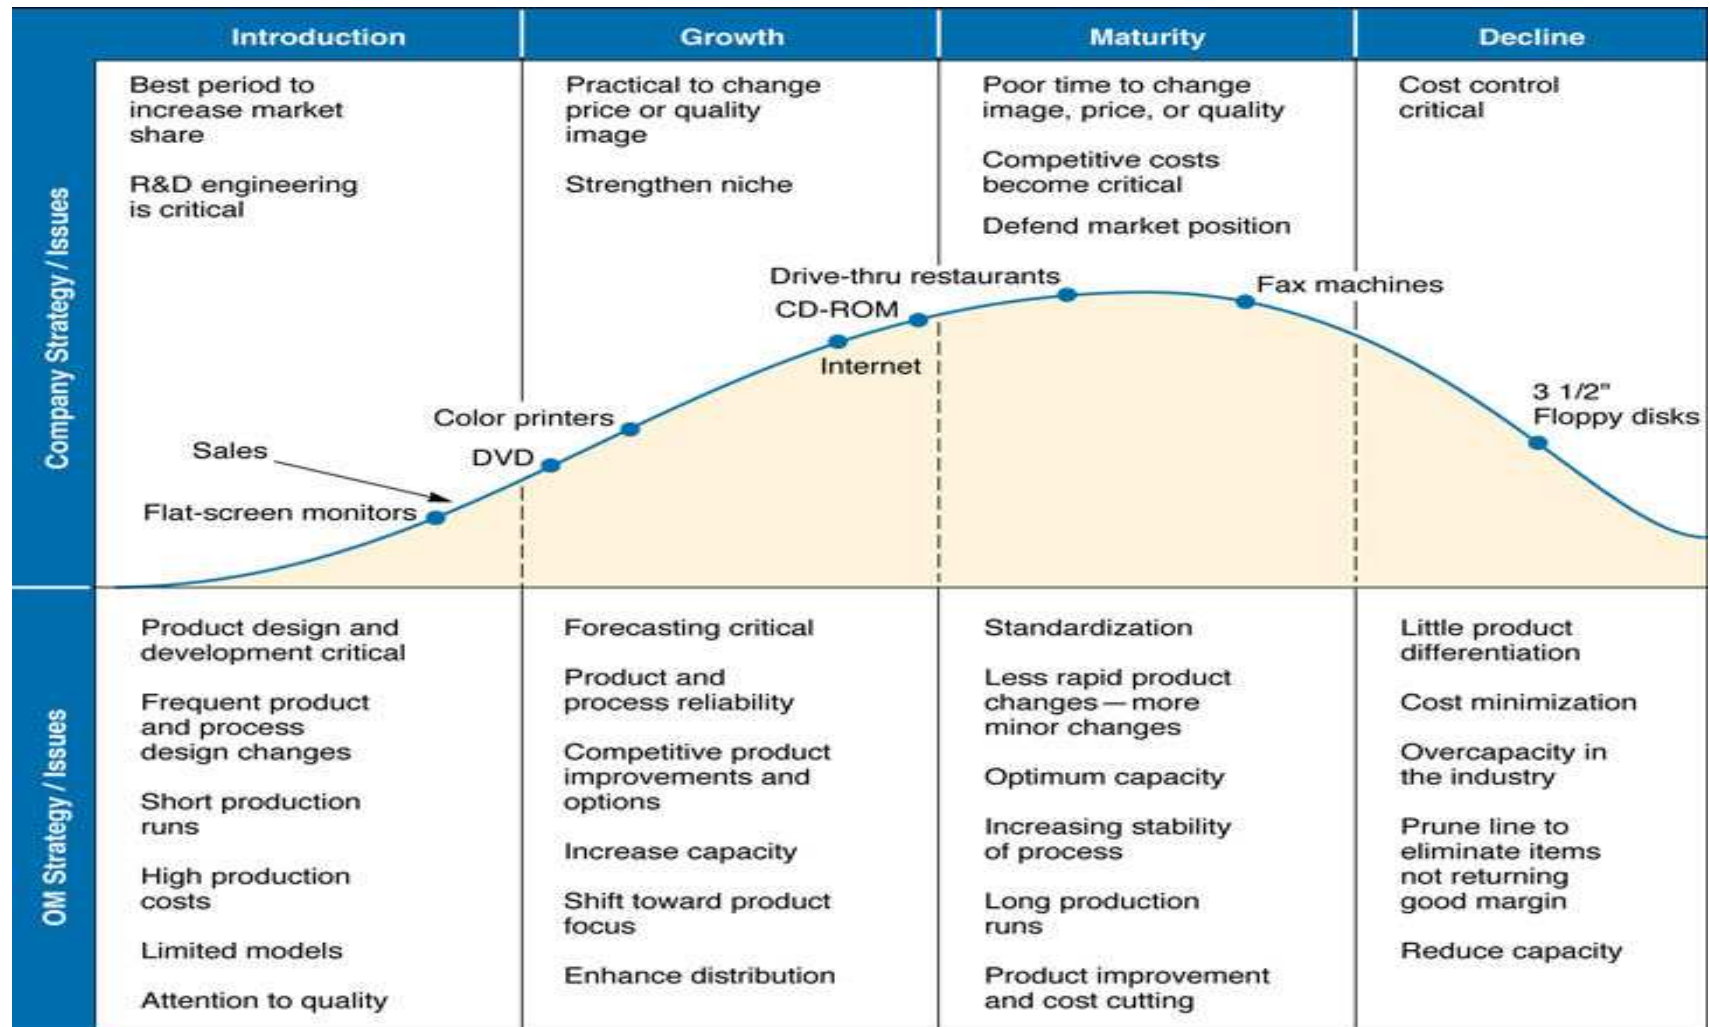 Introduction
Growth
Maturity
Decline
Company Strategy / Issues
Best period to
increase market
share
R&D engineering
is critical
Practical to change
price or quality
image
Strengthen niche
Poor time to change
image, price, or quality
Competitive costs
become critical
Defend market position
Cost control
critical
Drive-thru restaurants
Fax machines
CD-ROM
Internet
3 1/2"
Floppy disks
Color printers
Sales
DVD
Flat-screen monitors
OM Strategy / Issues
Product design and
development critical
Frequent product
and process
design changes
Short production
runs
High production
costs
Limited models
Attention to quality
Forecasting critical
Product and
process reliability
Competitive product
improvements and
options
Increase capacity
Shift toward product
focus
Enhance distribution
Standardization
Less rapid product
changes — more
minor changes
Optimum capacity
Increasing stability
of process
Long production
runs
Product improvement
and cost cutting
Little product
differentiation
Cost minimization
Overcapacity in
the industry
Prune line to
eliminate items
not returning
good margin
Reduce capacity